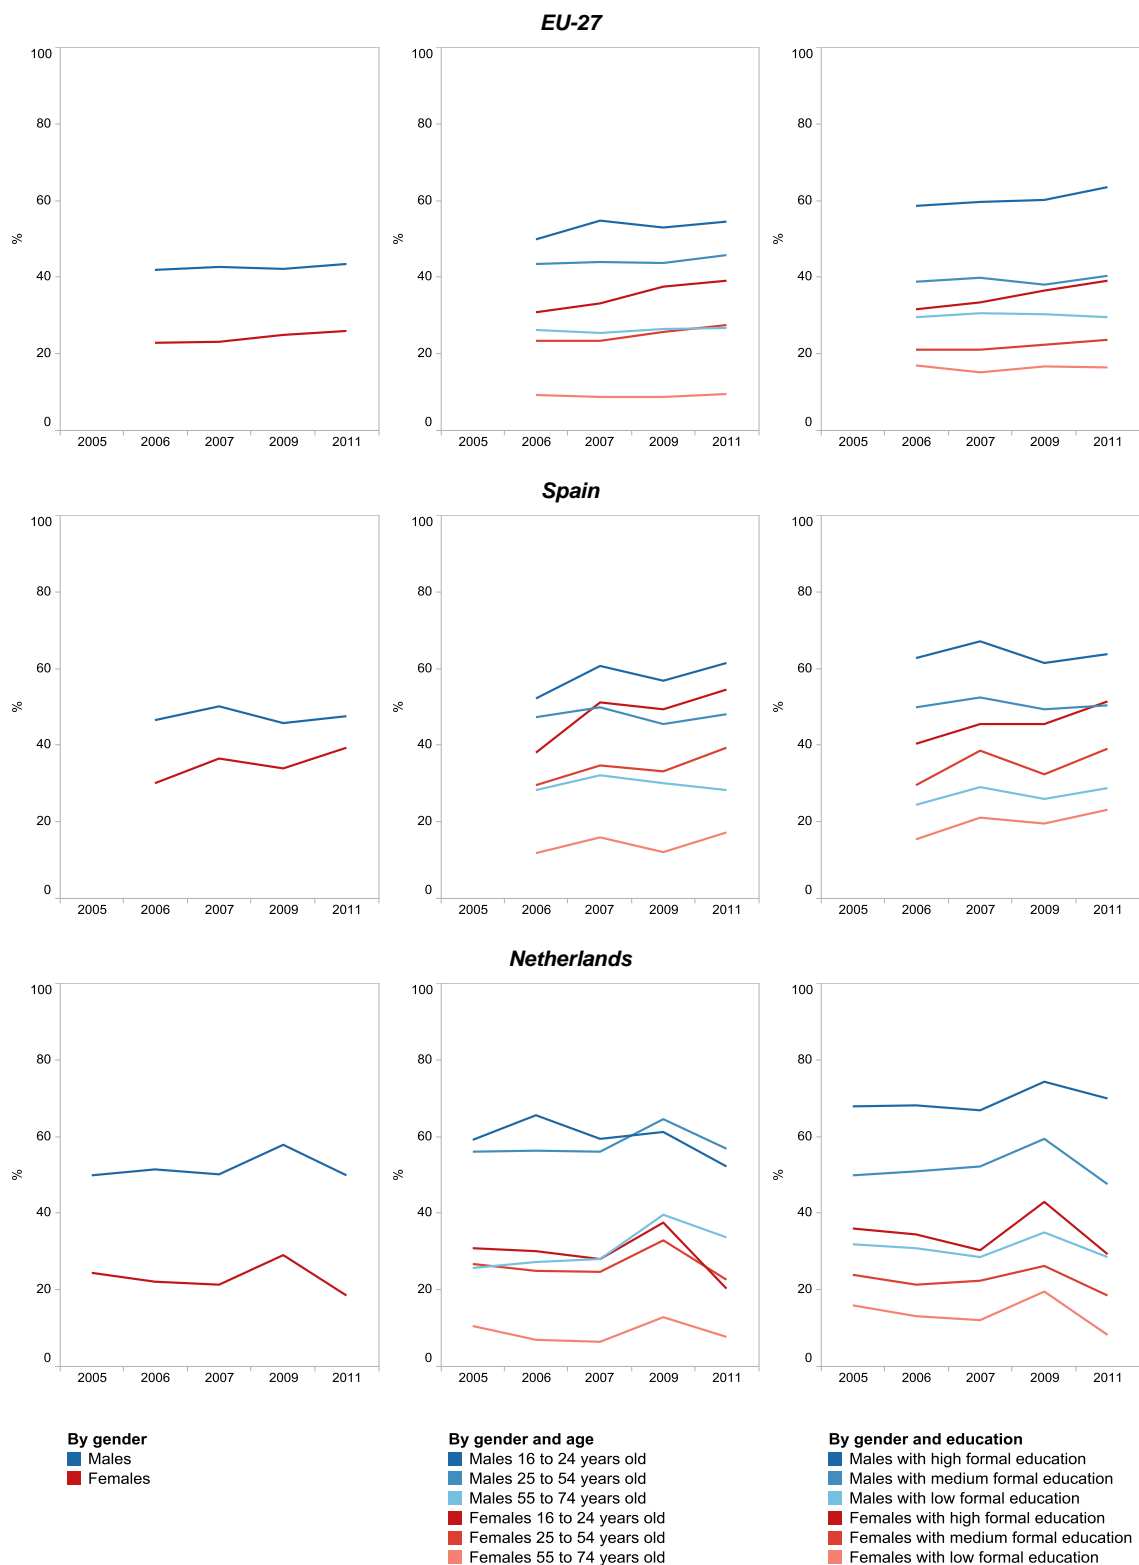 EU-27
100 100 100
80 80 80
60 60 60
% % %
40 40 40
20 20 20
0 0 0
2005 2006 2007 2009 2011 2005 2006 2007 2009 2011 2005 2006 2007 2009 2011
Spain
100 100 100
80 80 80
60 60 60
% % %
40 40 40
20 20 20
0 0 0
2005 2006 2007 2009 2011 2005 2006 2007 2009 2011 2005 2006 2007 2009 2011
Netherlands
100 100 100
80 80 80
60 60 60
% % %
40 40 40
20 20 20
0 0 0
2005 2006 2007 2009 2011 2005 2006 2007 2009 2011 2005 2006 2007 2009 2011
By gender
Males
Females
By gender and age
Males 16 to 24 years old
Males 25 to 54 years old
Males 55 to 74 years old
Females 16 to 24 years old
Females 25 to 54 years old
Females 55 to 74 years old
By gender and education
Males with high formal education
Males with medium formal education
Males with low formal education
Females with high formal education
Females with medium formal education
Females with low formal education